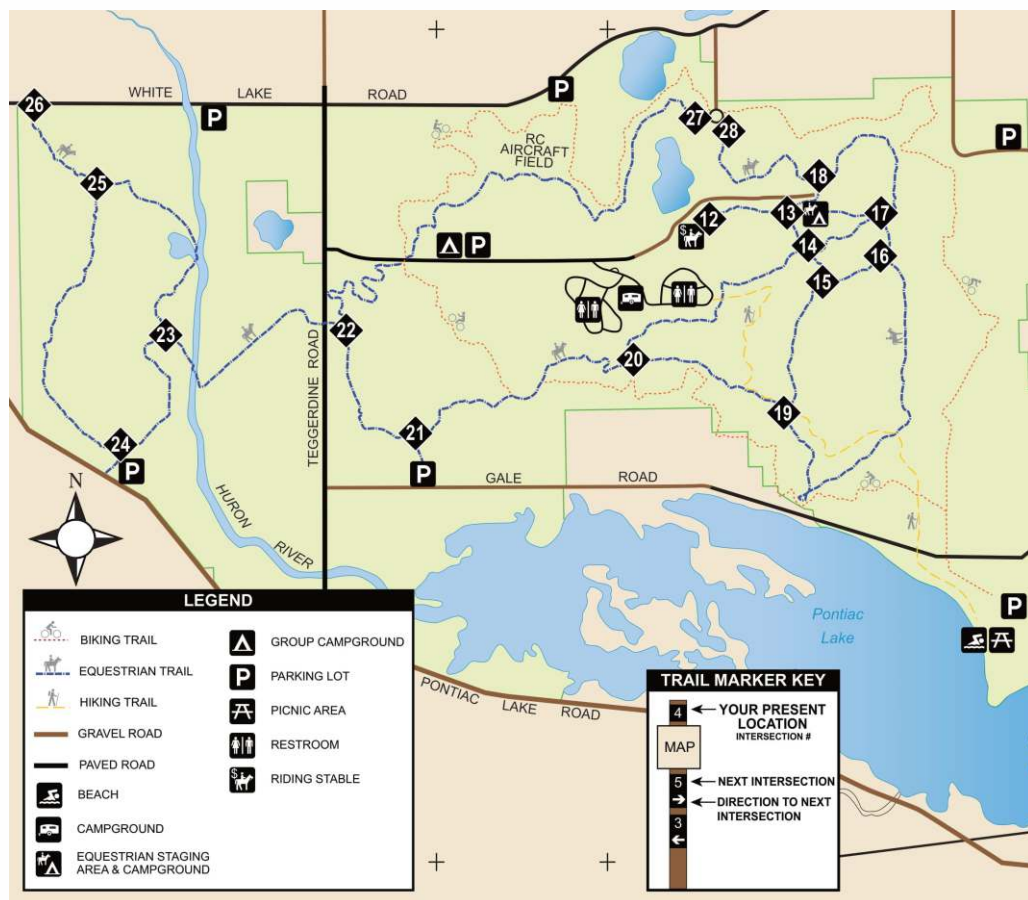 WHITE LAKE ROAD
P
P
P
26
27
28
25
RC
AIRCRAFT
FIELD
18
12
13
17
14
16
15
$
P
22
23
20
19
21
24
P
P
TEGGERDINE ROAD
GALE ROAD
HURON
RIVER
N
Pontiac
Lake
P
PONTIAC LAKE ROAD
LEGEND
BIKING TRAIL
EQUESTRIAN TRAIL
HIKING TRAIL
GRAVEL ROAD
PAVED ROAD
BEACH
CAMPGROUND
EQUESTRIAN STAGING
AREA & CAMPGROUND
GROUP CAMPGROUND
P PARKING LOT
PICNIC AREA
RESTROOM
$ RIDING STABLE
TRAIL MARKER KEY
4 YOUR PRESENT
LOCATION
INTERSECTION #
MAP
5 NEXT INTERSECTION
DIRECTION TO NEXT
INTERSECTION
3